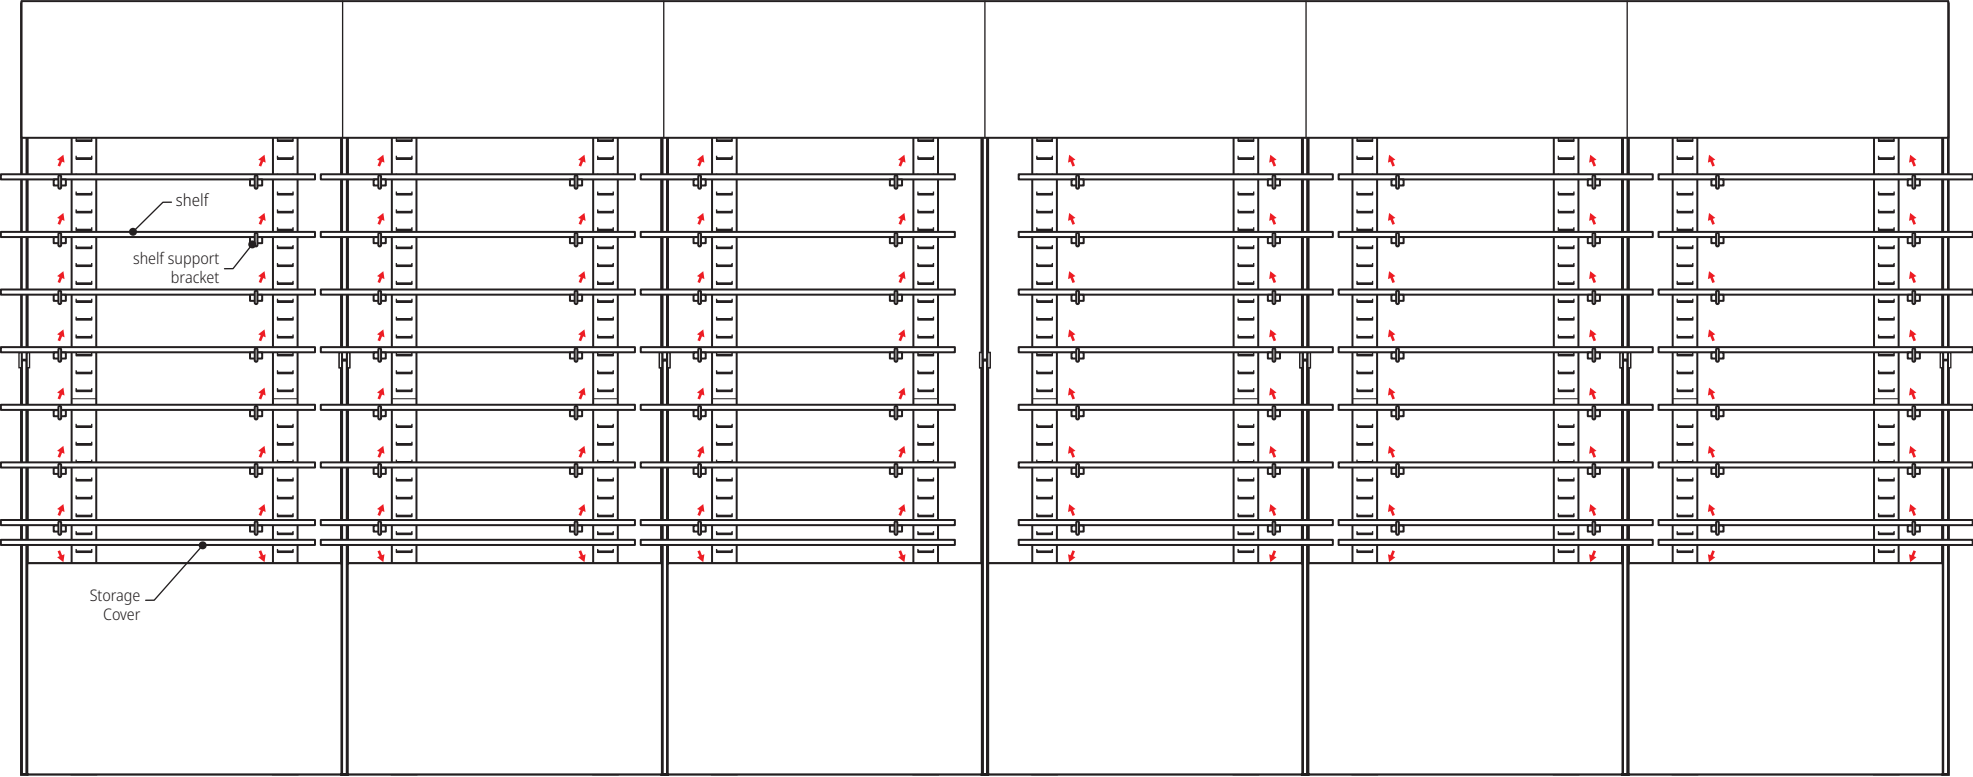 shelf
shelf support
bracket
Storage
Cover